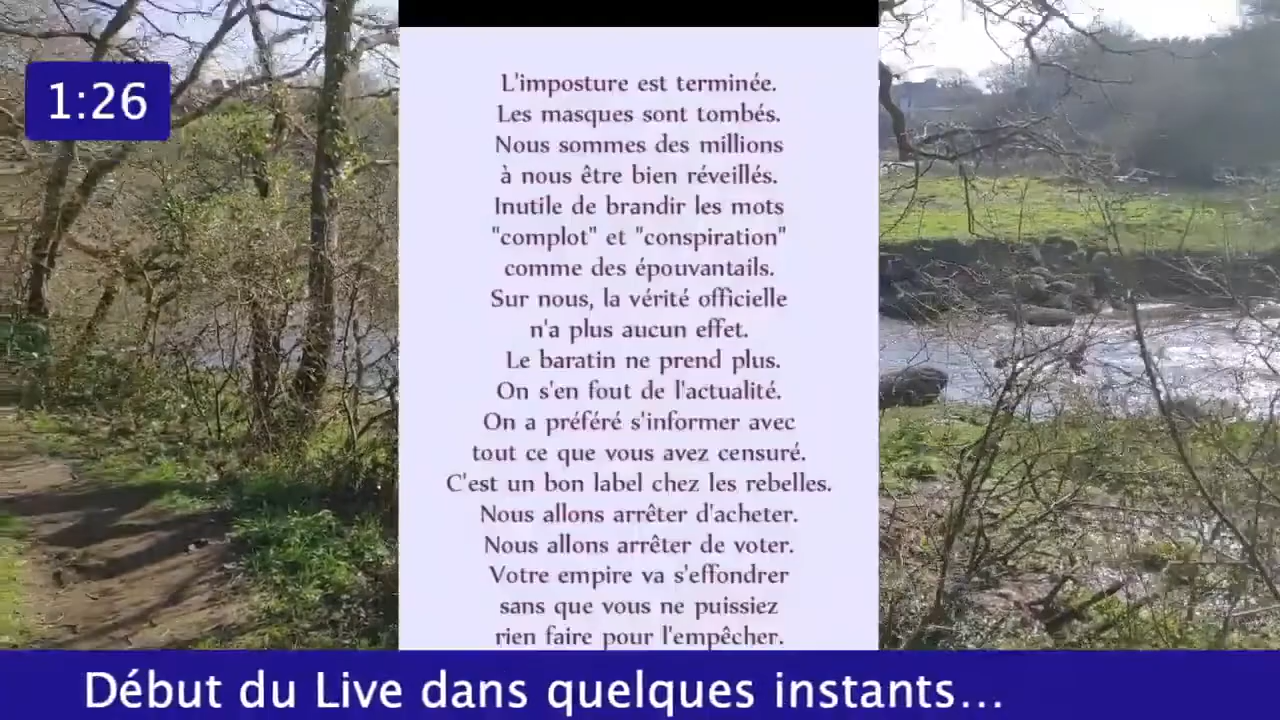 1:26
L'imposture est terminée.
Les masques sont tombés.
Nous sommes des millions
à nous être bien réveillés.
Inutile de brandir les mots
"complot" et "conspiration"
comme des épouvantails.
Sur nous, la vérité officielle
n'a plus aucun effet.
Le baratin ne prend plus.
On s'en fout de l'actualité.
On a préféré s'informer avec
tout ce que vous avez censuré.
C'est un bon label chez les rebelles.
Nous allons arrêter d'acheter.
Nous allons arrêter de voter.
Votre empire va s'effondrer
sans que vous ne puissiez
rien faire pour l'empêcher.
Début du Live dans quelques instants...